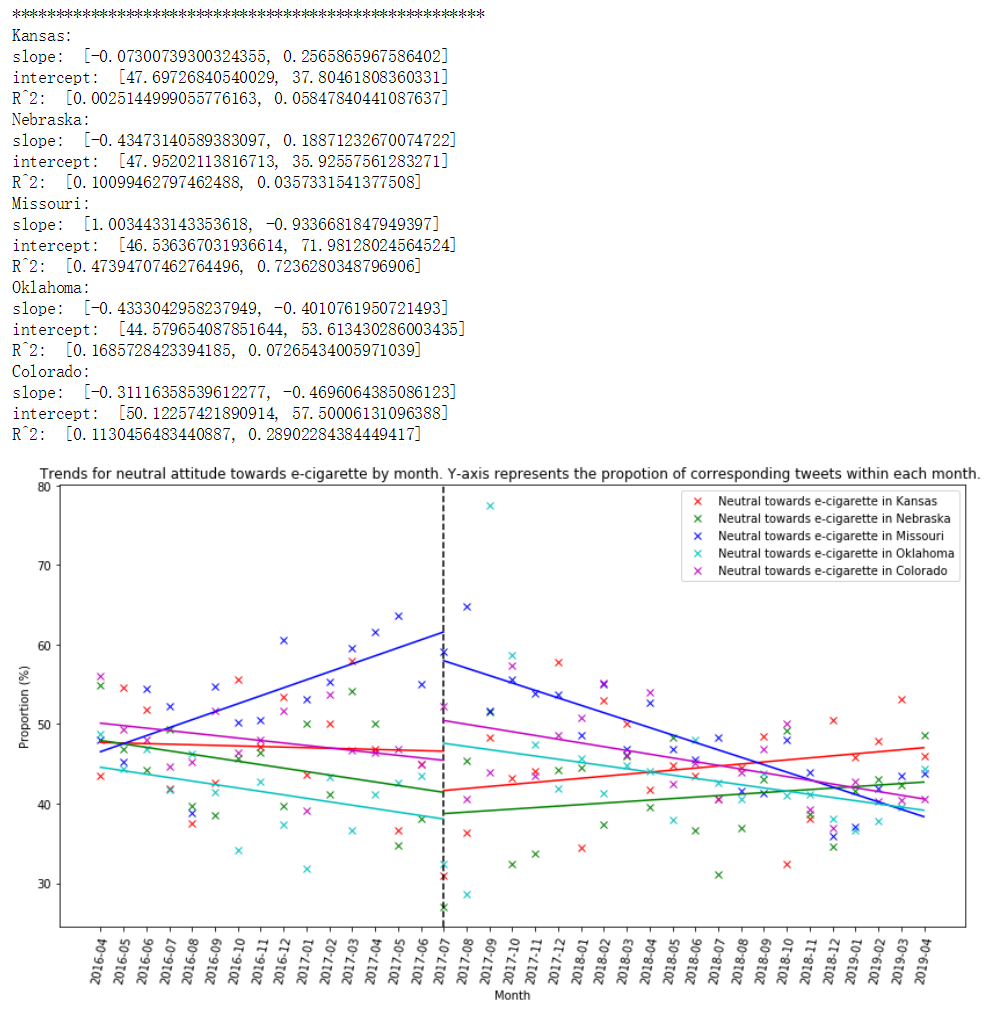 ******************************************************
Kansas:
slope:  [-0.07300739300324355, 0.2565865967586402]
intercept:  [47.69726840540029, 37.80461808360331]
R^2:  [0.0025144999055776163, 0.05847840441087637]
Nebraska:
slope:  [-0.43473140589383097, 0.18871232670074722]
intercept:  [47.95202113816713, 35.92557561283271]
R^2:  [0.10099462797462488, 0.0357331541377508]
Missouri:
slope:  [1.0034433143353618, -0.9336681847949397]
intercept:  [46.536367031936614, 71.98128024564524]
R^2:  [0.47394707462764496, 0.7236280348796906]
Oklahoma:
slope:  [-0.4333042958237949, -0.4010761950721493]
intercept:  [44.579654087851644, 53.613430286003435]
R^2:  [0.1685728423394185, 0.07265434005971039]
Colorado:
slope:  [-0.31116358539612277, -0.4696064385086123]
intercept:  [50.12257421890914, 57.50006131096388]
R^2:  [0.1130456483440887, 0.28902284384449417]
Trends for neutral attitude towards e-cigarette by month. Y-axis represents the propotion of corresponding tweets within each month.
Neutral towards e-cigarette in Kansas
Neutral towards e-cigarette in Nebraska
Neutral towards e-cigarette in Missouri
Neutral towards e-cigarette in Oklahoma
Neutral towards e-cigarette in Colorado
80
70
60
50
40
30
Proportion (%)
2016-04
2016-05
2016-06
2016-07
2016-08
2016-09
2016-10
2016-11
2016-12
2017-01
2017-02
2017-03
2017-04
2017-05
2017-06
2017-07
2017-08
2017-09
2017-10
2017-11
2017-12
2018-01
2018-02
2018-03
2018-04
2018-05
2018-06
2018-07
2018-08
2018-09
2018-10
2018-11
2018-12
2019-01
2019-02
2019-03
2019-04
Month